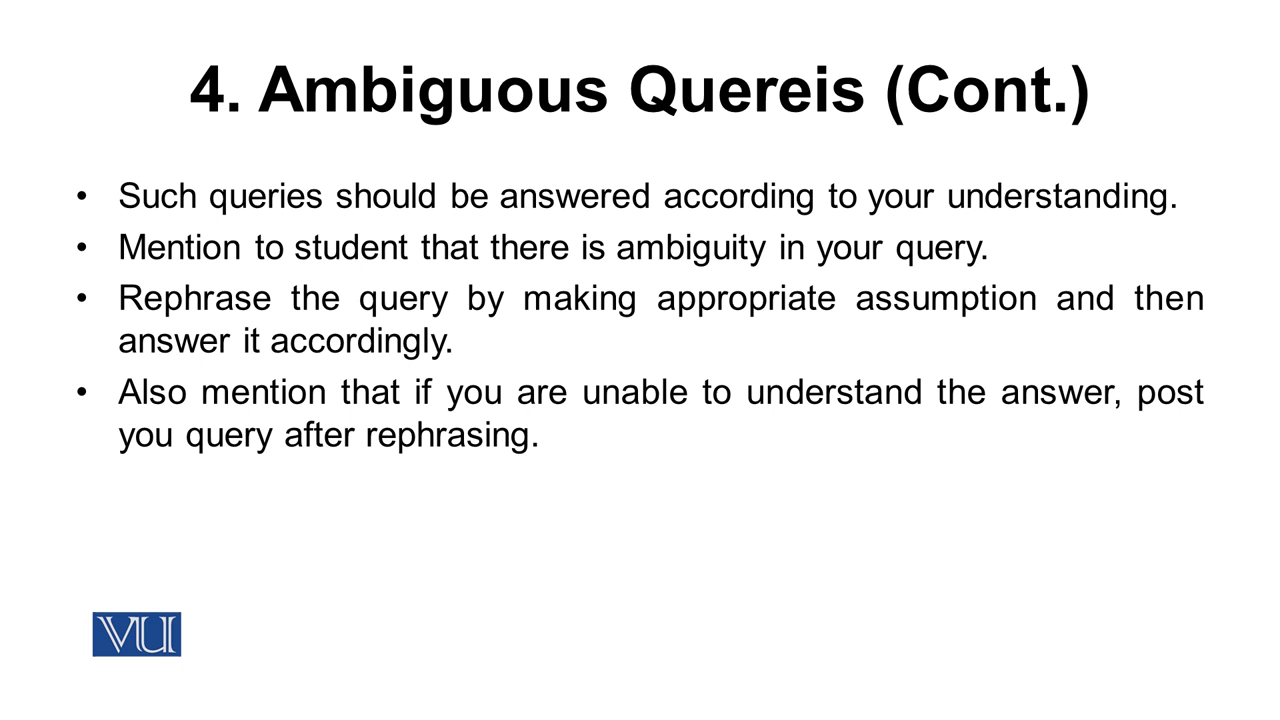 4. Ambiguous Quereis (Cont.)
• Such queries should be answered according to your understanding.
• Mention to student that there is ambiguity in your query.
• Rephrase the query by making appropriate assumption and then
answer it accordingly.
• Also mention that if you are unable to understand the answer, post
you query after rephrasing.
VU